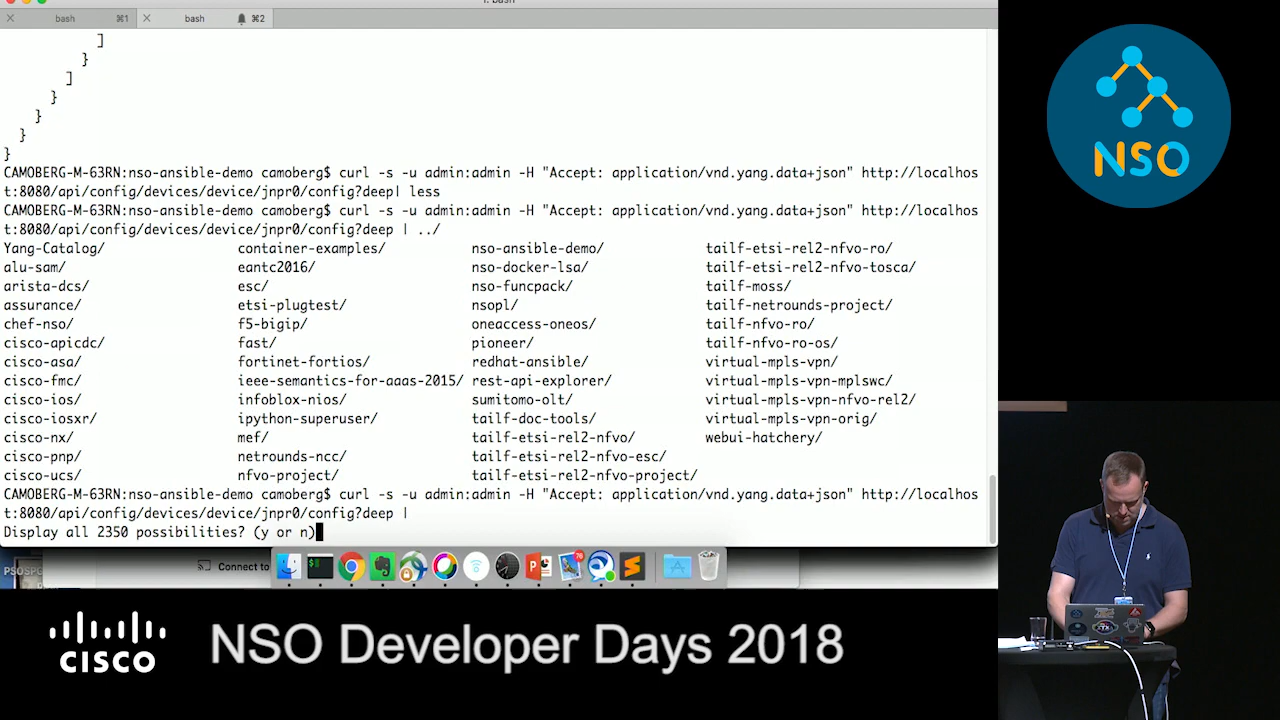 bash ⌘1
bash ⌘2
]
}
]
}
}
}
}
CAMOBERG-M-63RN:nso-ansible-demo camoberg$ curl -s -u admin:admin -H "Accept: application/vnd.yang.data+json" http://localhos
t:8080/api/config/devices/device/jnpr0/config?deep| less
CAMOBERG-M-63RN:nso-ansible-demo camoberg$ curl -s -u admin:admin -H "Accept: application/vnd.yang.data+json" http://localhos
t:8080/api/config/devices/device/jnpr0/config?deep | ../
Yang-Catalog/ container-examples/ nso-ansible-demo/ tailf-etsi-rel2-nfvo-ro/
alu-sam/ eantc2016/ nso-docker-lsa/ tailf-etsi-rel2-nfvo-tosca/
arista-dcs/ esc/ nso-funcpack/ tailf-moss/
assurance/ etsi-plugtest/ nsopl/ tailf-netrounds-project/
chef-nso/ f5-bigip/ oneaccess-oneos/ tailf-nfvo-ro/
cisco-apicdc/ fast/ pioneer/ tailf-nfvo-ro-os/
cisco-asa/ fortinet-fortios/ redhat-ansible/ virtual-mpls-vpn/
cisco-fmc/ ieee-semantics-for-aaas-2015/ rest-api-explorer/ virtual-mpls-vpn-mplswc/
cisco-ios/ infoblox-nios/ sumitomo-olt/ virtual-mpls-vpn-nfvo-rel2/
cisco-iosxr/ ipython-superuser/ tailf-doc-tools/ virtual-mpls-vpn-orig/
cisco-nx/ mef/ tailf-etsi-rel2-nfvo/ webui-hatchery/
cisco-pnp/ netrounds-ncc/ tailf-etsi-rel2-nfvo-esc/
cisco-ucs/ nfvo-project/ tailf-etsi-rel2-nfvo-project/
CAMOBERG-M-63RN:nso-ansible-demo camoberg$ curl -s -u admin:admin -H "Accept: application/vnd.yang.data+json" http://localhos
t:8080/api/config/devices/device/jnpr0/config?deep |
Display all 2350 possibilities? (y or n)
Connect to
NSO
CISCO
NSO Developer Days 2018